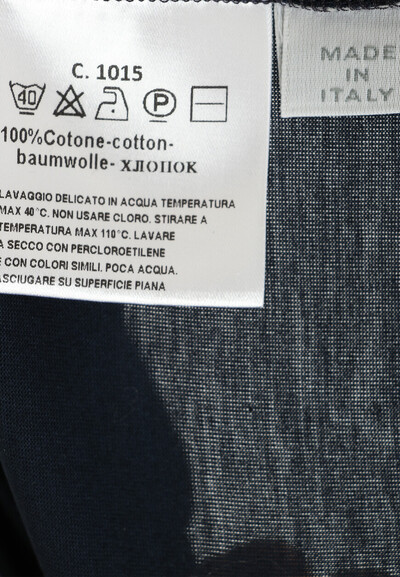 C. 1015
40 P
100%Cotone-cotton-
baumwolle- хлопок
LAVAGGIO DELICATO IN ACQUA TEMPERATURA
MAX 40°C. NON USARE CLORO. STIRARE A
TEMPERATURA MAX 110°C. LAVARE
A SECCO CON PERCLOROETILENE
E CON COLORI SIMILI. POCA ACQUA.
ASCIUGARE SU SUPERFICIE PIANA
MADE
IN
ITALY